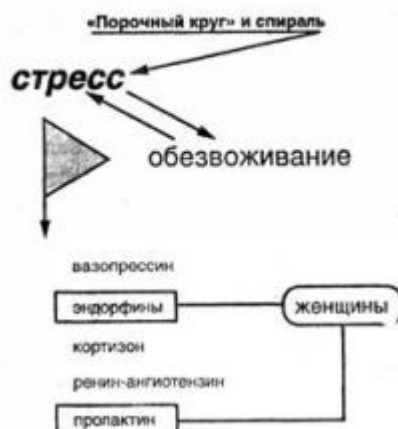 «Порочный круг» и спираль
стресс
обезвоживание
вазопрессин
эндорфины
женщины
кортизон
ренин-ангиотензин
пролактин